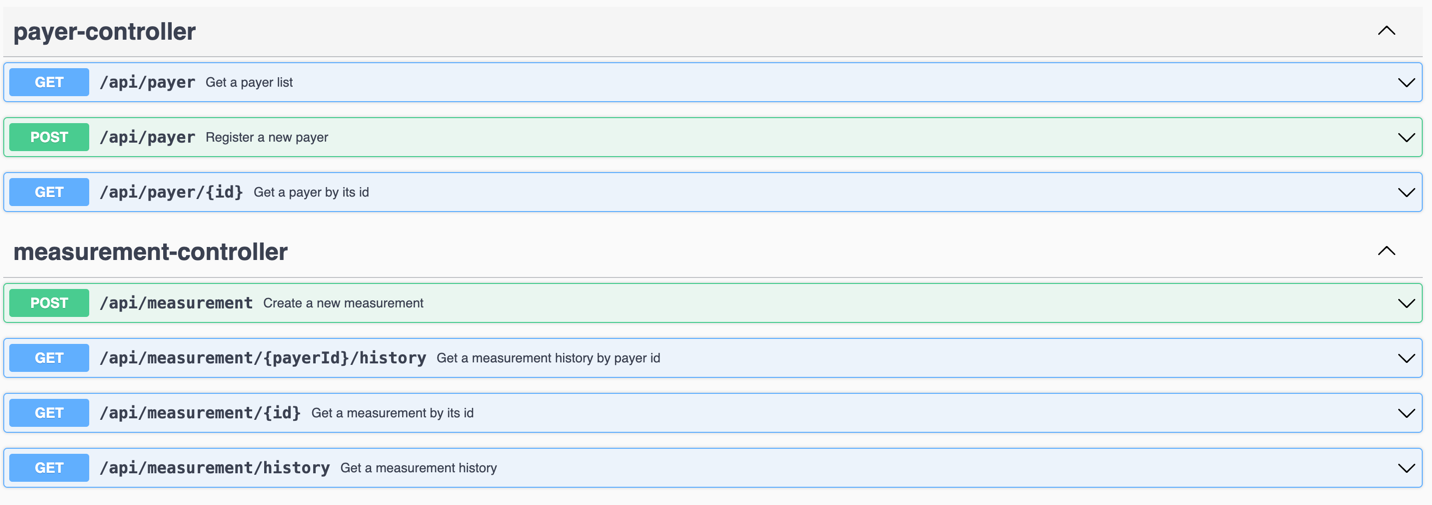 payer-controller
GET /api/payer Get a payer list
POST /api/payer Register a new payer
GET /api/payer/{id} Get a payer by its id
measurement-controller
POST /api/measurement Create a new measurement
GET /api/measurement/{payerId}/history Get a measurement history by payer id
GET /api/measurement/{id} Get a measurement by its id
GET /api/measurement/history Get a measurement history